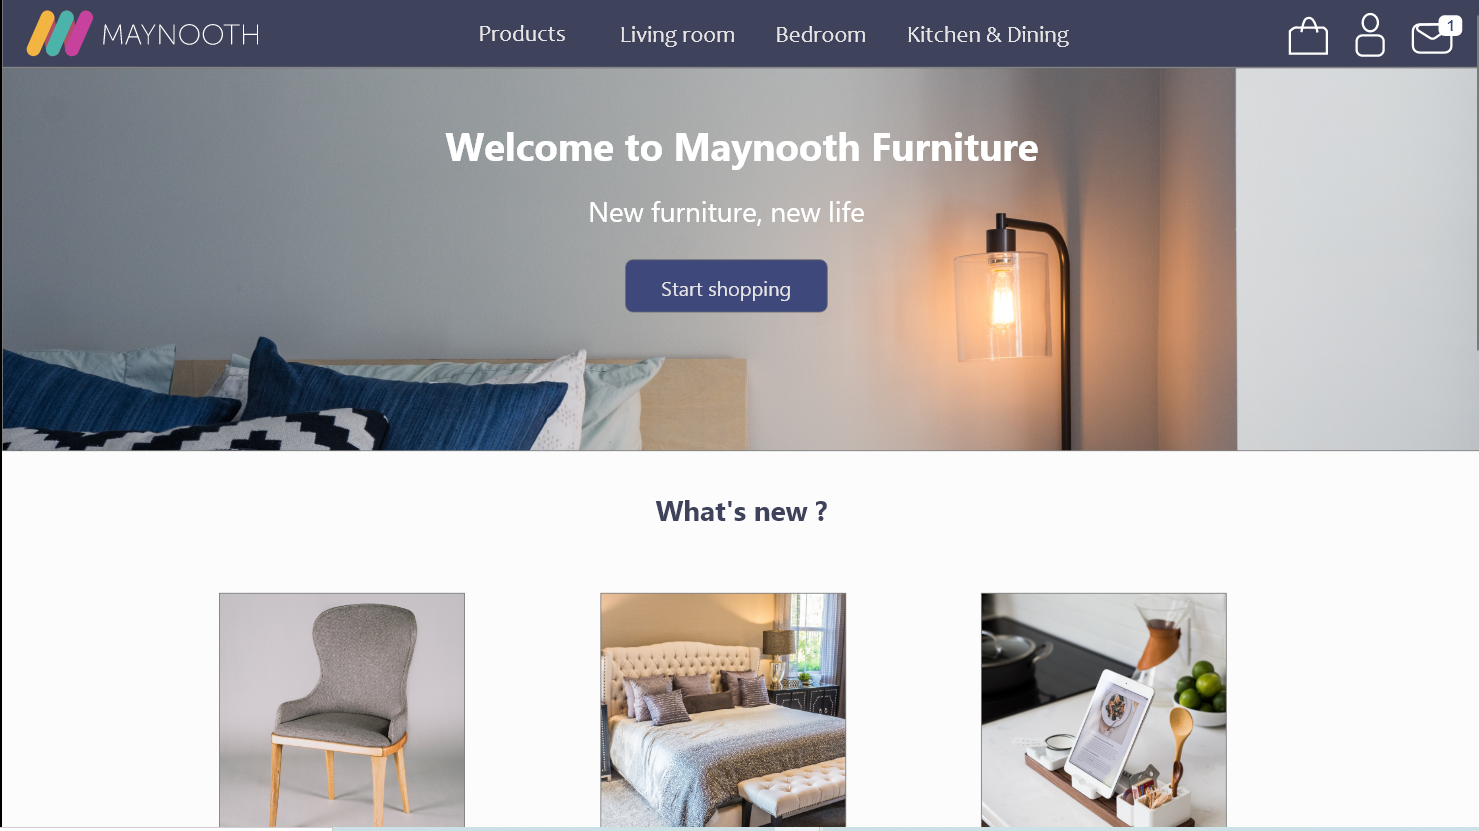 MAYNOOTH
Products
Living room
Bedroom
Kitchen & Dining
1
Welcome to Maynooth Furniture
New furniture, new life
Start shopping
What's new ?